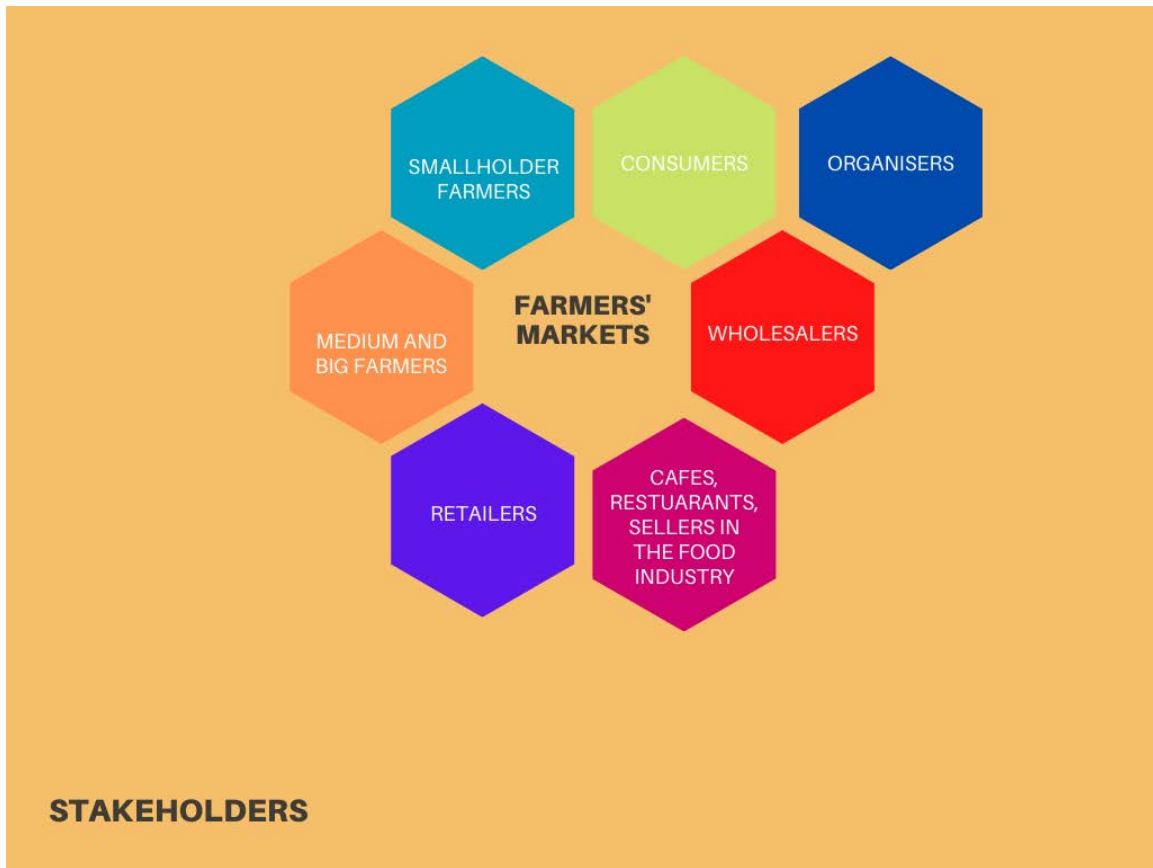 SMALLHOLDER
FARMERS
CONSUMERS
ORGANISERS
FARMERS'
MARKETS
MEDIUM AND
BIG FARMERS
WHOLESALERS
RETAILERS
CAFES,
RESTUARANTS,
SELLERS IN
THE FOOD
INDUSTRY
STAKEHOLDERS